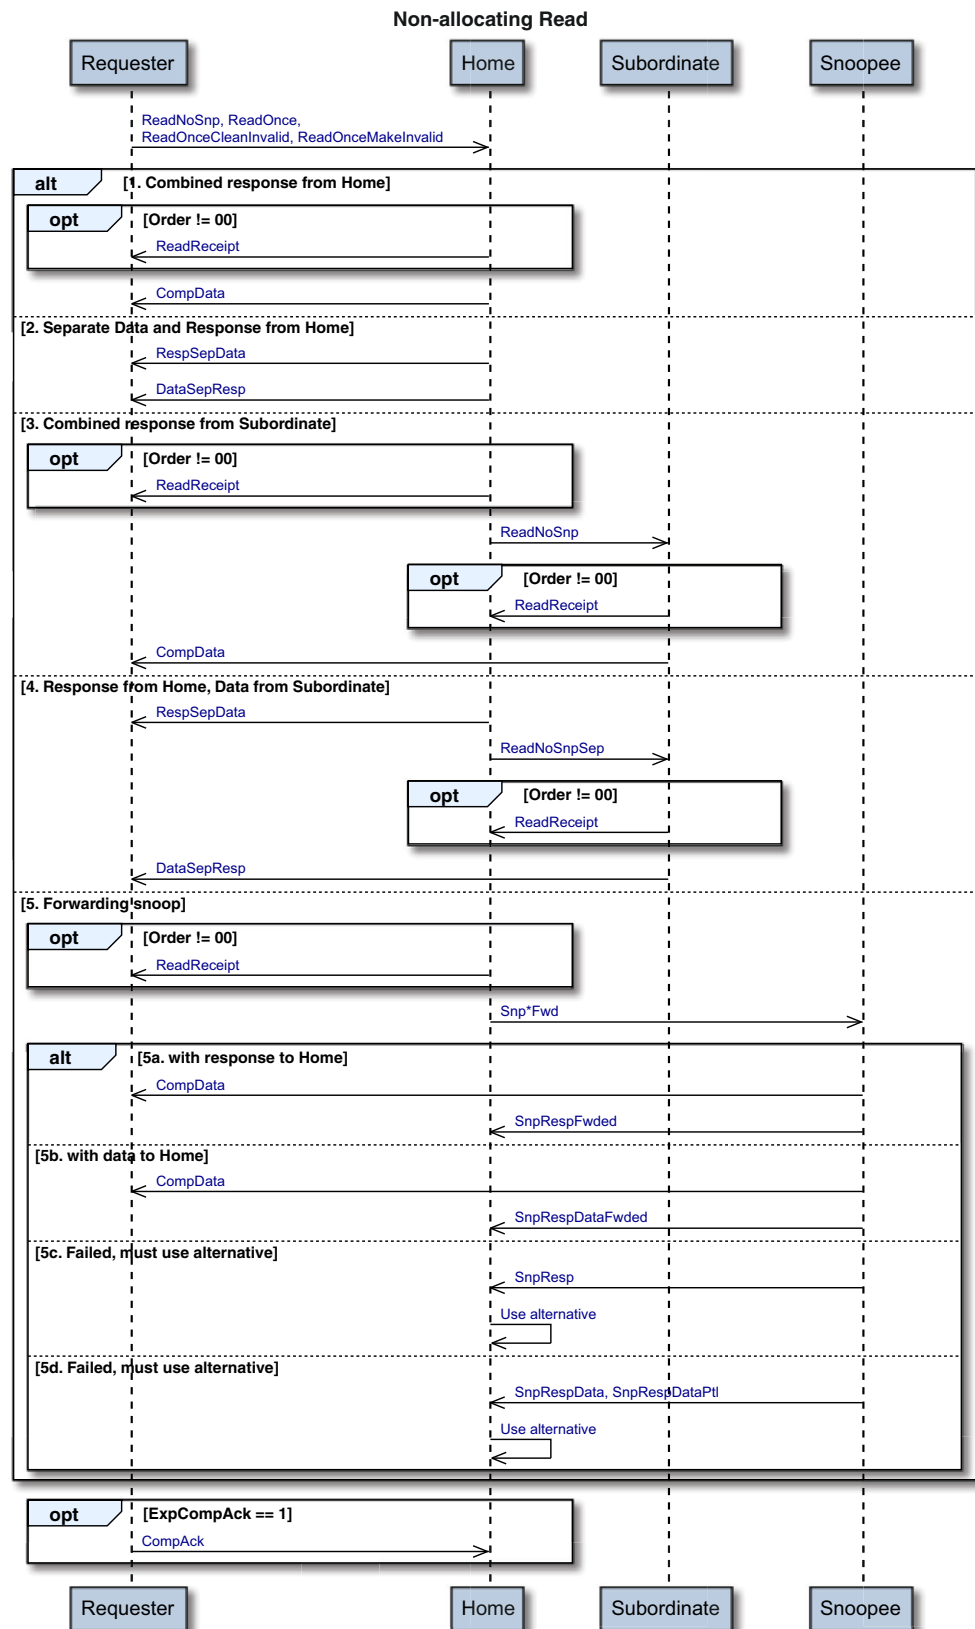 Non-allocating Read
Requester Home Subordinate Snoopee
ReadNoSnp, ReadOnce,
ReadOnceCleanInvalid, ReadOnceMakeInvalid
alt [1. Combined response from Home]
opt [Order != 00]
ReadReceipt
CompData
[2. Separate Data and Response from Home]
RespSepData
DataSepResp
[3. Combined response from Subordinate]
opt [Order != 00]
ReadReceipt
ReadNoSnp
opt [Order != 00]
ReadReceipt
CompData
[4. Response from Home, Data from Subordinate]
RespSepData
ReadNoSnpSep
opt [Order != 00]
ReadReceipt
DataSepResp
[5. Forwarding snoop]
opt [Order != 00]
ReadReceipt
Snp*Fwd
alt [5a. with response to Home]
CompData
SnpRespFwded
[5b. with data to Home]
CompData
SnpRespDataFwded
[5c. Failed, must use alternative]
SnpResp
Use alternative
[5d. Failed, must use alternative]
SnpRespData, SnpRespDataPtl
Use alternative
opt [ExpCompAck == 1]
CompAck
Requester Home Subordinate Snoopee